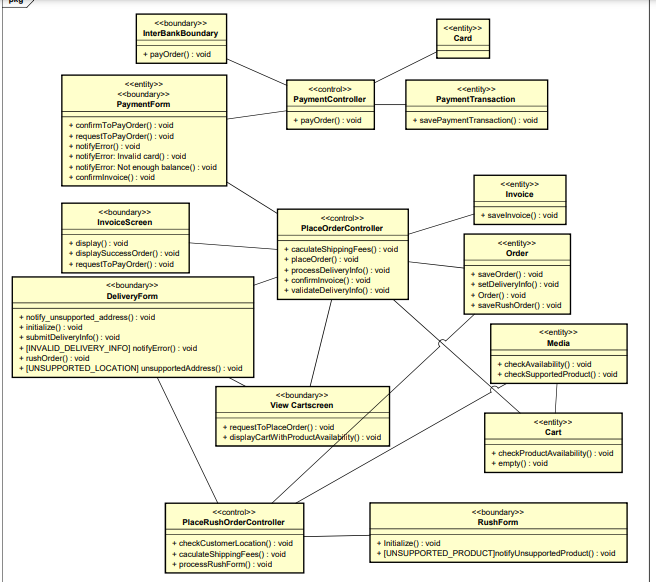 pkg
<<boundary>>
InterBankBoundary
+ payOrder() : void
<<entity>>
Card
<<entity>>
<<boundary>>
PaymentForm
+ confirmToPayOrder() : void
+ requestToPayOrder() : void
+ notifyError() : void
+ notifyError: Invalid card() : void
+ notifyError: Not enough balance() : void
+ confirmInvoice() : void
<<control>>
PaymentController
+ payOrder() : void
<<entity>>
PaymentTransaction
+ savePaymentTransaction() : void
<<entity>>
Invoice
+ saveInvoice() : void
<<boundary>>
InvoiceScreen
+ display() : void
+ displaySuccessOrder() : void
+ requestToPayOrder() : void
<<control>>
PlaceOrderController
+ caculateShippingFees() : void
+ placeOrder() : void
+ processDeliveryInfo() : void
+ confirmInvoice() : void
+ validateDeliveryInfo() : void
<<entity>>
Order
+ saveOrder() : void
+ setDeliveryInfo() : void
+ Order() : void
+ saveRushOrder() : void
<<boundary>>
DeliveryForm
+ notify_unsupported_address() : void
+ initialize() : void
+ submitDeliveryInfo() : void
+ [INVALID_DELIVERY_INFO] notifyError() : void
+ rushOrder() : void
+ [UNSUPPORTED_LOCATION] unsupportedAddress() : void
<<entity>>
Media
+ checkAvailability() : void
+ checkSupportedProduct() : void
<<boundary>>
View Cartscreen
+ requestToPlaceOrder() : void
+ displayCartWithProductAvailability() : void
<<entity>>
Cart
+ checkProductAvailability() : void
+ empty() : void
<<control>>
PlaceRushOrderController
+ checkCustomerLocation() : void
+ caculateShippingFees() : void
+ processRushForm() : void
<<boundary>>
RushForm
+ Initialize() : void
+ [UNSUPPORTED_PRODUCT]notifyUnsupportedProduct() : void